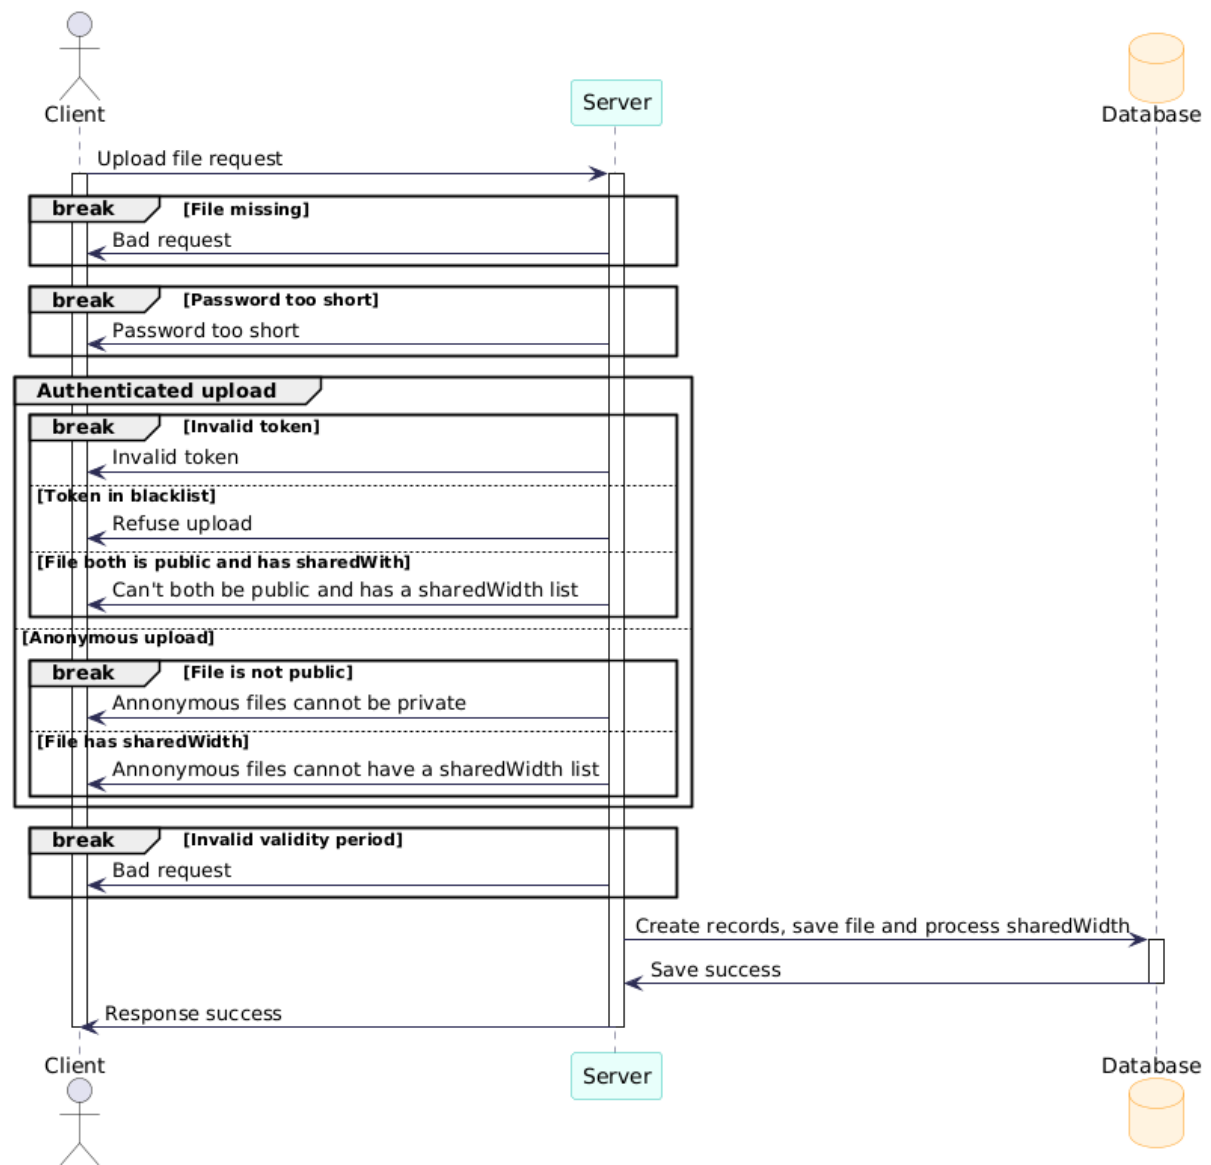 Client
Server
Database
Upload file request
break [File missing]
Bad request
break [Password too short]
Password too short
Authenticated upload
break [Invalid token]
Invalid token
[Token in blacklist]
Refuse upload
[File both is public and has sharedWith]
Can't both be public and has a sharedWidth list
[Anonymous upload]
break [File is not public]
Annonymous files cannot be private
[File has sharedWidth]
Annonymous files cannot have a sharedWidth list
break [Invalid validity period]
Bad request
Create records, save file and process sharedWidth
Save success
Response success
Client
Server
Database